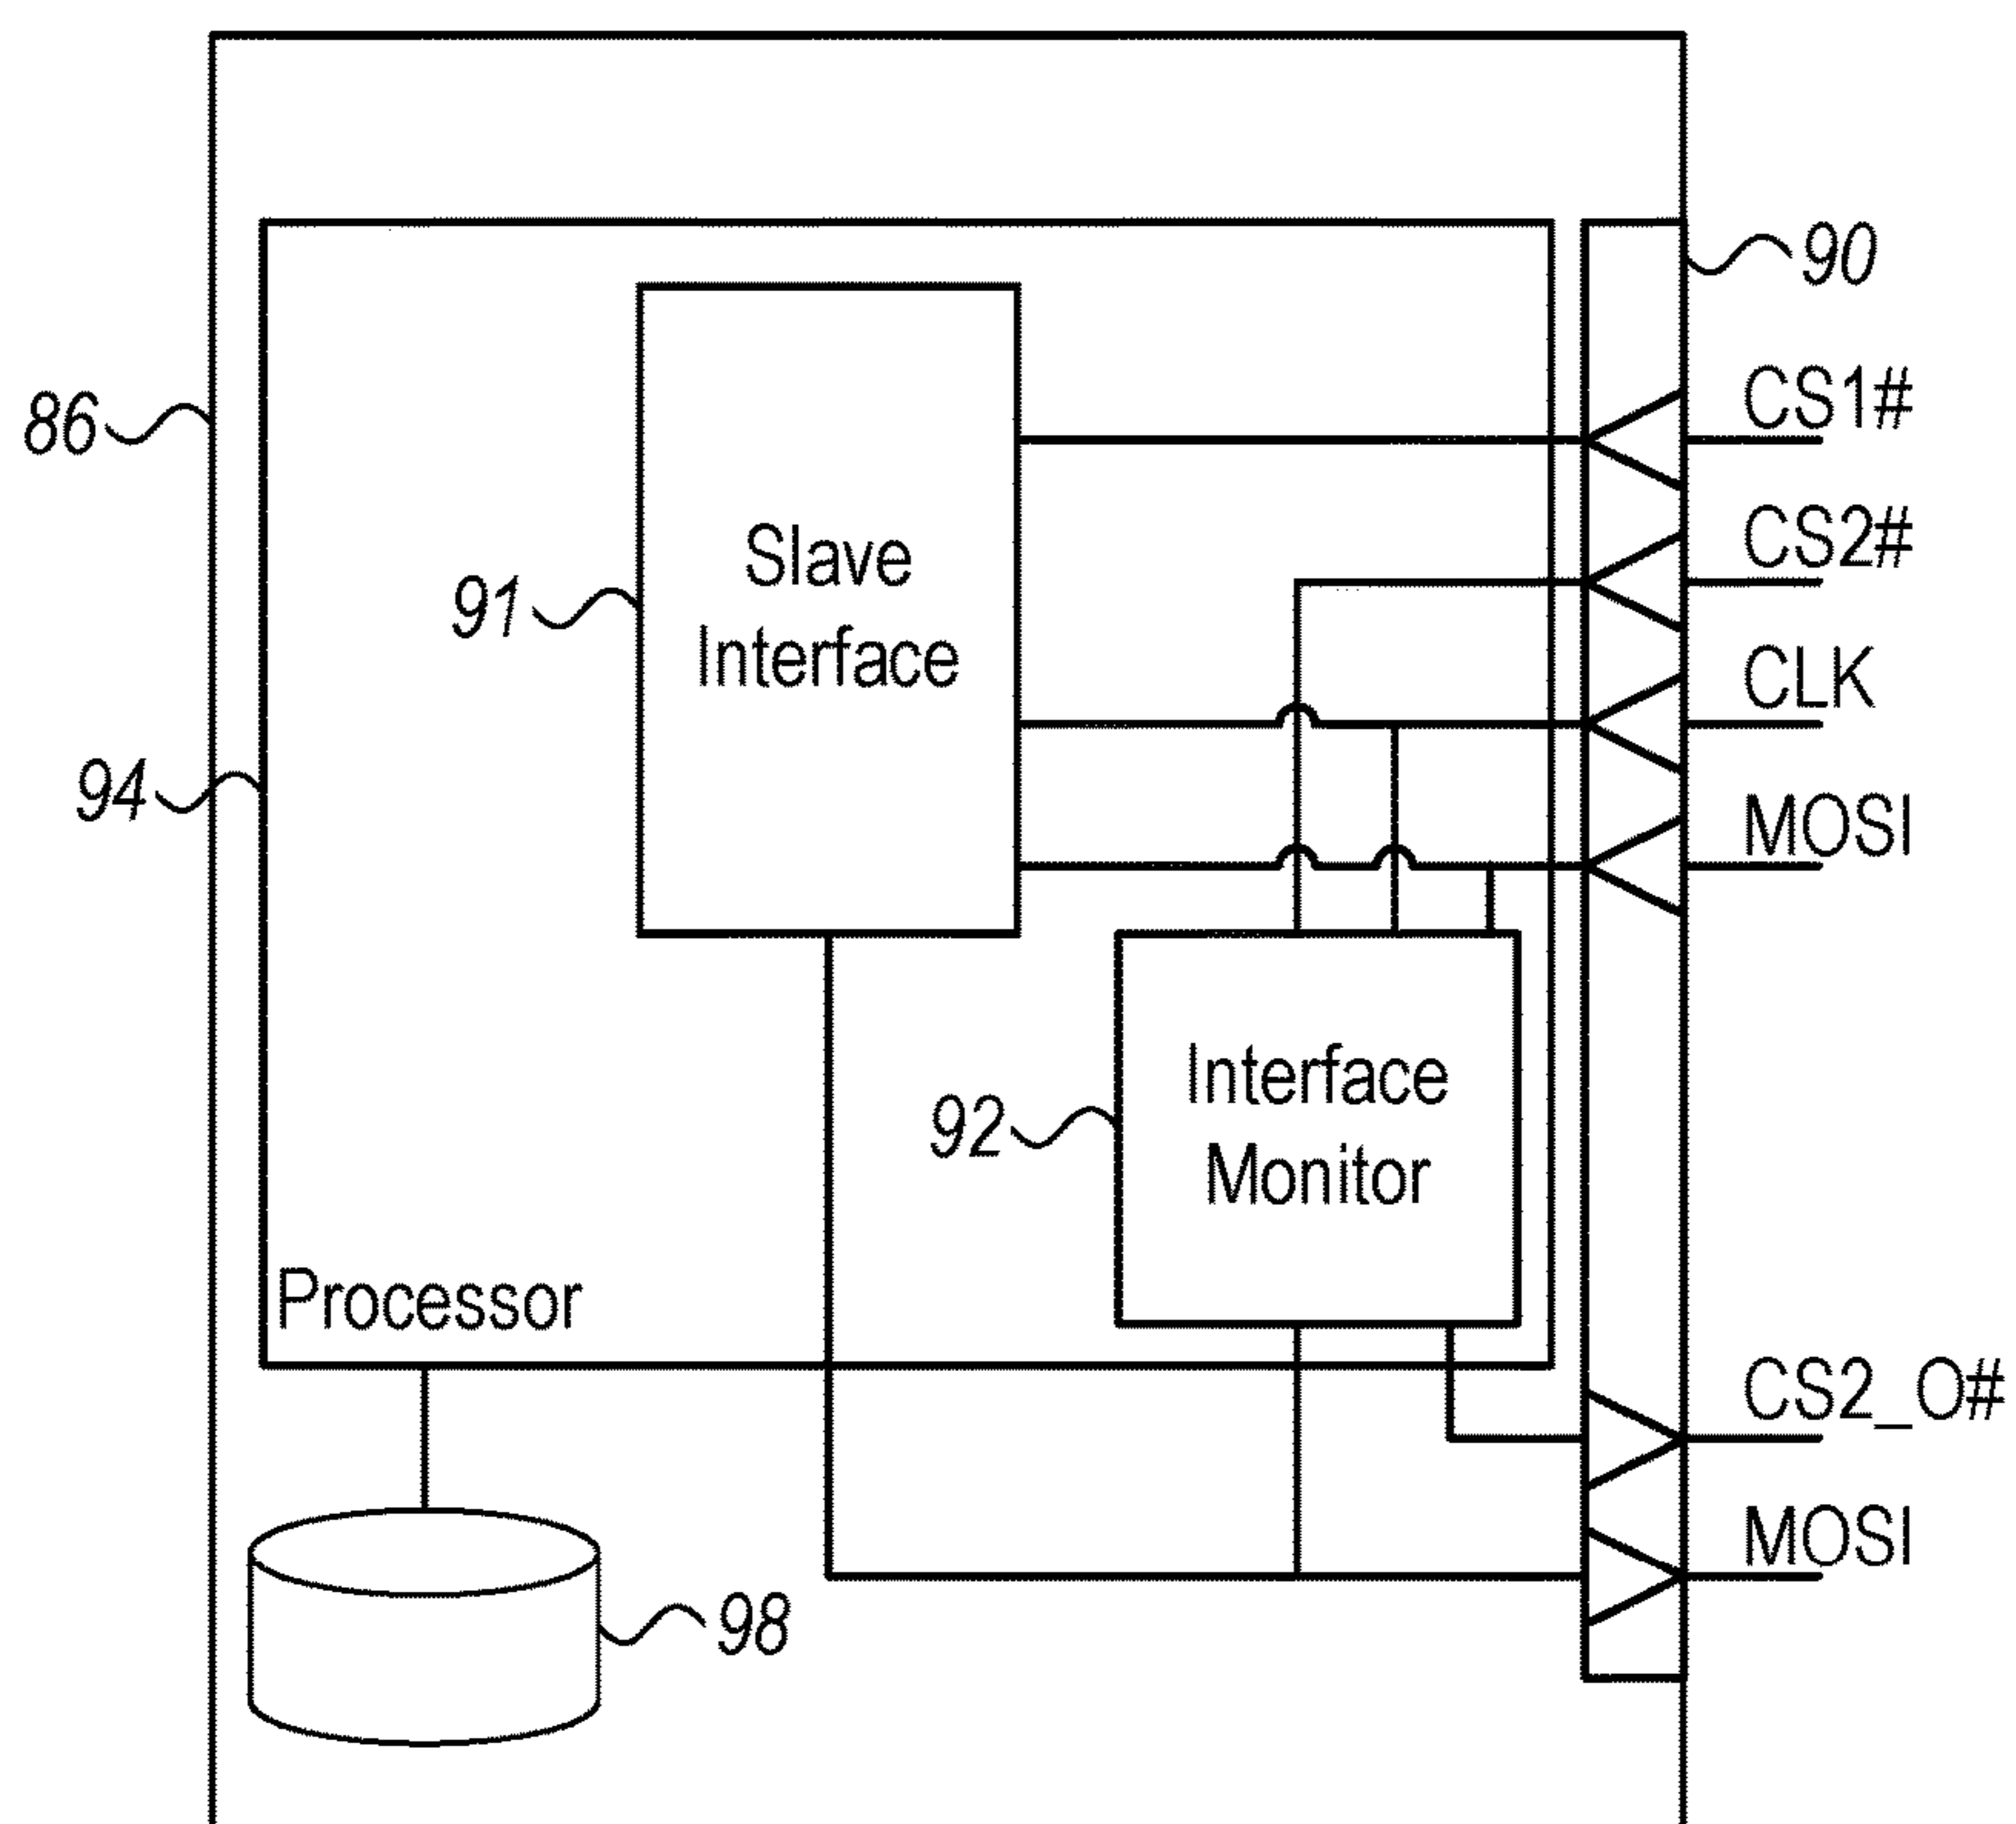 90
CS1#
86
CS2#
Slave
Interface
91
CLK
94
MOSI
Interface
Monitor
92
Processor
CS2_O#
MOSI
98